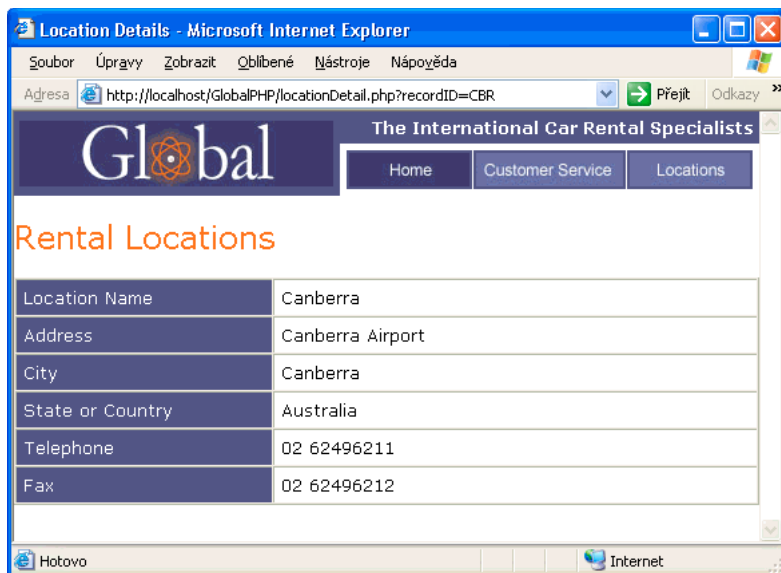 Location Details - Microsoft Internet Explorer
Soubor Úpravy Zobrazit Oblíbené Nástroje Nápověda
Adresa http://localhost/GlobalPHP/locationDetail.php?recordID=CBR Přejít Odkazy »
Global
The International Car Rental Specialists
Home Customer Service Locations
Rental Locations
Location Name Canberra
Address Canberra Airport
City Canberra
State or Country Australia
Telephone 02 62496211
Fax 02 62496212
Hotovo Internet